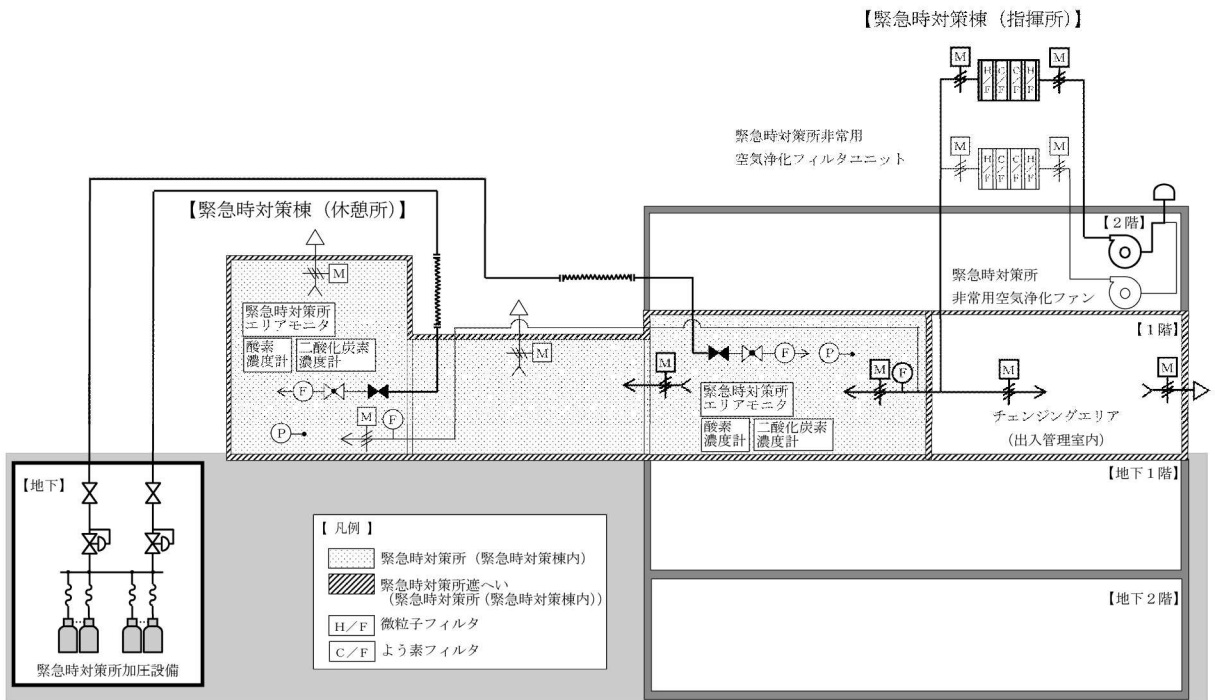 【緊急時対策棟（指揮所）】
M
M
H/F
C/F
C/F
H/F
緊急時対策所非常用
空気浄化フィルタユニット
M
M
H/F
C/F
C/F
H/F
【緊急時対策棟（休憩所）】
【２階】
M
緊急時対策所
非常用空気浄化ファン
緊急時対策所
エリアモニタ
【１階】
酸素
濃度計
二酸化炭素
濃度計
M
F
P
M
M
F
M
M
F
緊急時対策所
エリアモニタ
M
F
チェンジングエリア
（出入管理室内）
P
酸素
濃度計
二酸化炭素
濃度計
【地下】
【地下１階】
【 凡例 】
緊急時対策所（緊急時対策棟内）
緊急時対策所遮へい
（緊急時対策所（緊急時対策棟内））
H／F 微粒子フィルタ
C／F よう素フィルタ
【地下２階】
緊急時対策所加圧設備